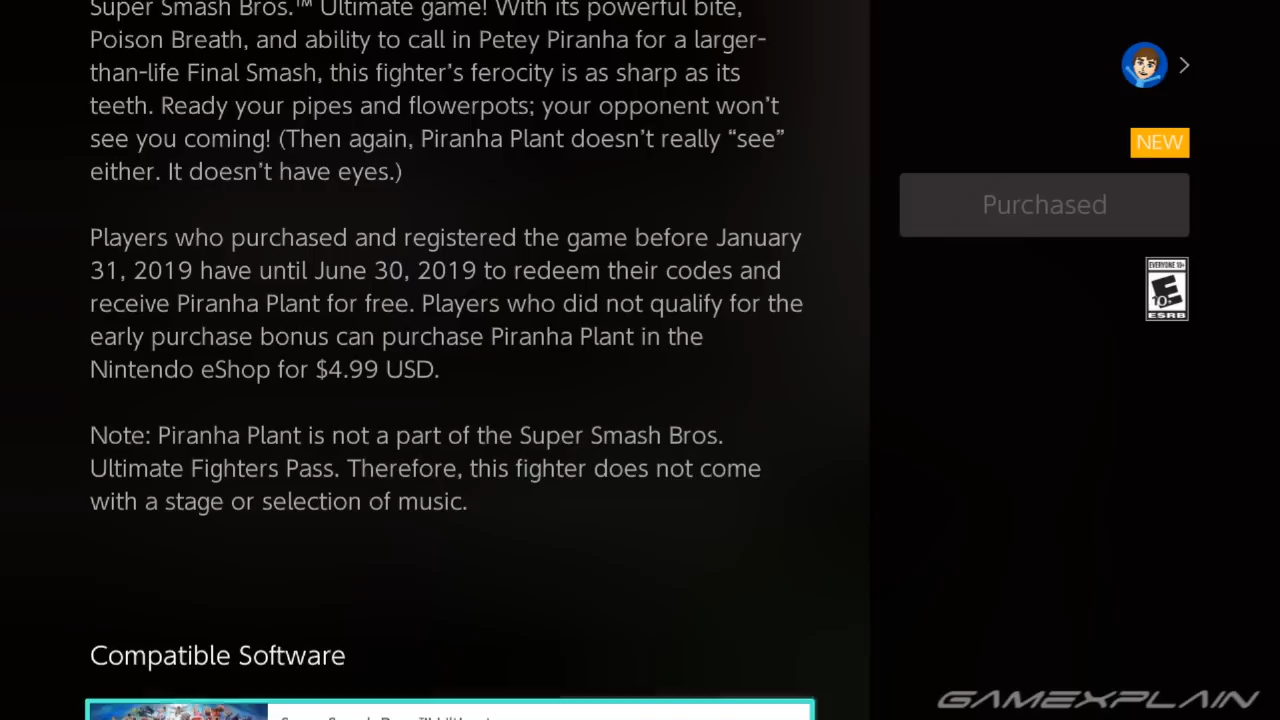 Super Smash Bros.™ Ultimate game! With its powerful bite,
Poison Breath, and ability to call in Petey Piranha for a larger-
than-life Final Smash, this fighter's ferocity is as sharp as its
teeth. Ready your pipes and flowerpots; your opponent won't
see you coming! (Then again, Piranha Plant doesn't really “see”
either. It doesn't have eyes.)
Players who purchased and registered the game before January
31, 2019 have until June 30, 2019 to redeem their codes and
receive Piranha Plant for free. Players who did not qualify for the
early purchase bonus can purchase Piranha Plant in the
Nintendo eShop for $4.99 USD.
Note: Piranha Plant is not a part of the Super Smash Bros.
Ultimate Fighters Pass. Therefore, this fighter does not come
with a stage or selection of music.
Compatible Software
Super Smash Bros.™ Ultimate
NEW
Purchased
EVERYONE 10+
E
10+
ESRB
GAMEXPLAIN